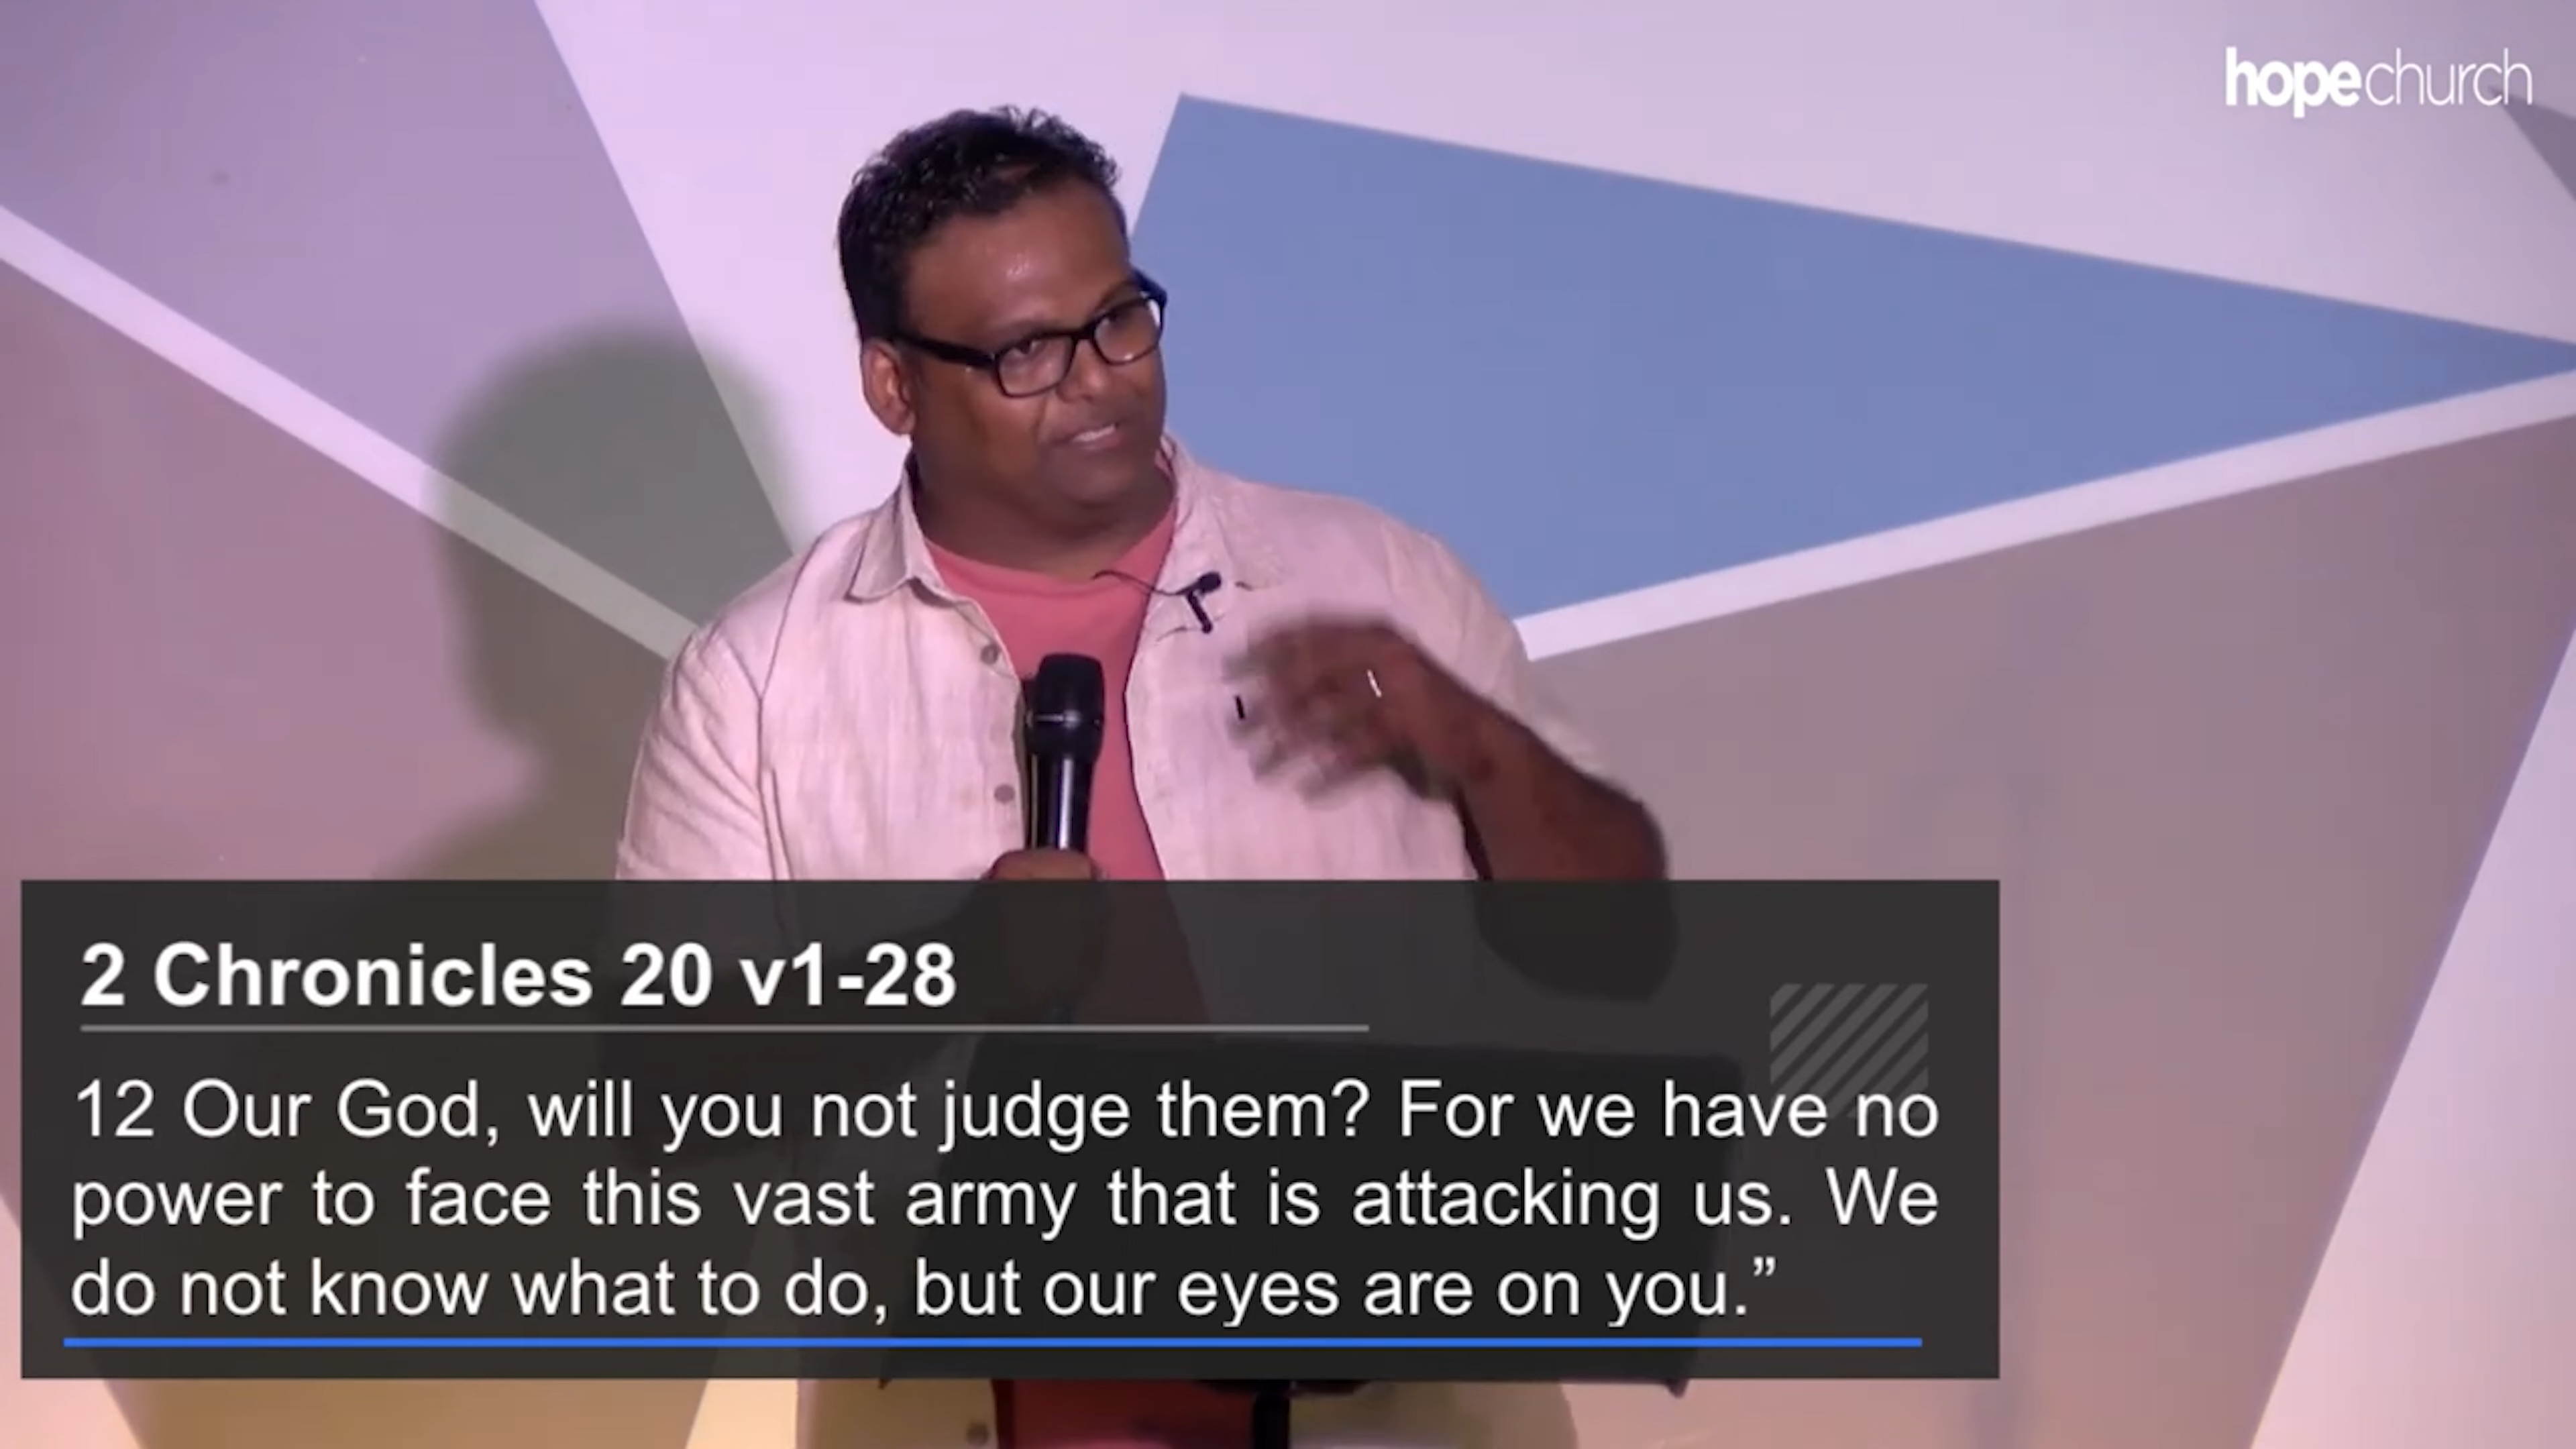 hopechurch
2 Chronicles 20 v1-28
12 Our God, will you not judge them? For we have no
power to face this vast army that is attacking us. We
do not know what to do, but our eyes are on you.”